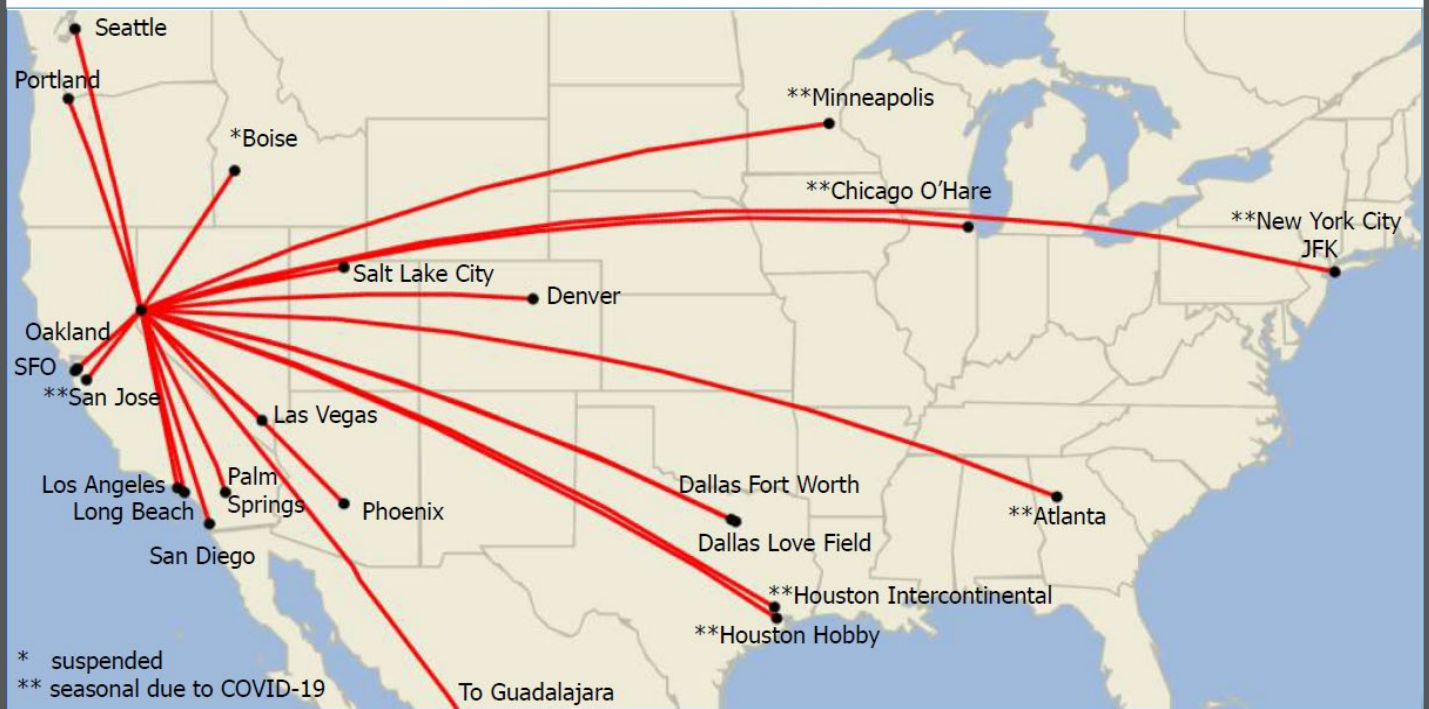 Seattle
Portland
**Minneapolis
*Boise
**Chicago O’Hare
**New York City
JFK
Salt Lake City
Denver
Oakland
SFO
**San Jose
Las Vegas
Los Angeles
Long Beach
Palm
Springs
Phoenix
San Diego
Dallas Fort Worth
Dallas Love Field
**Atlanta
**Houston Intercontinental
**Houston Hobby
* suspended
** seasonal due to COVID-19
To Guadalajara